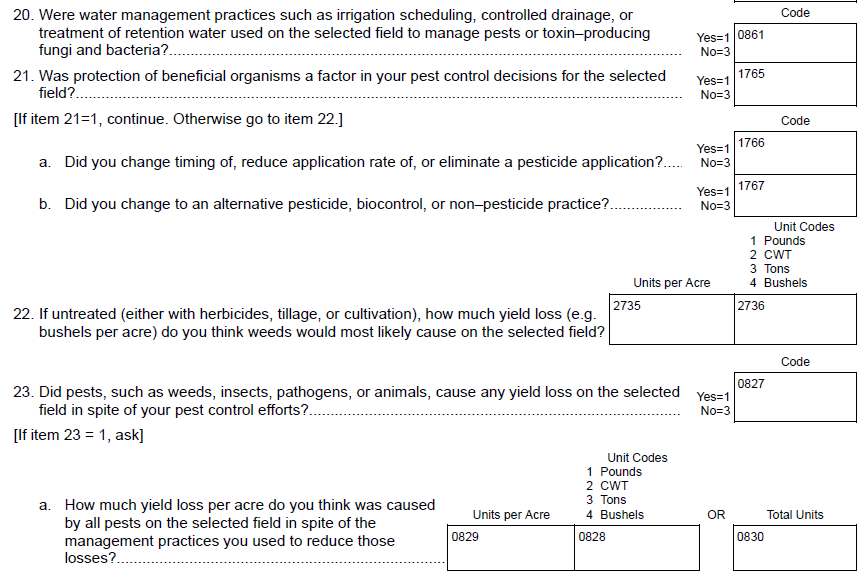 Code
20. Were water management practices such as irrigation scheduling, controlled drainage, or
treatment of retention water used on the selected field to manage pests or toxin–producing
fungi and bacteria?
Yes=1
No=3
0861
21. Was protection of beneficial organisms a factor in your pest control decisions for the selected
field?
Yes=1
No=3
1765
[If item 21=1, continue. Otherwise go to item 22.]
Code
a. Did you change timing of, reduce application rate of, or eliminate a pesticide application?
Yes=1
No=3
1766
b. Did you change to an alternative pesticide, biocontrol, or non–pesticide practice?
Yes=1
No=3
1767
Unit Codes
1 Pounds
2 CWT
3 Tons
4 Bushels
Units per Acre
22. If untreated (either with herbicides, tillage, or cultivation), how much yield loss (e.g.
bushels per acre) do you think weeds would most likely cause on the selected field?
2735
2736
Code
23. Did pests, such as weeds, insects, pathogens, or animals, cause any yield loss on the selected
field in spite of your pest control efforts?
Yes=1
No=3
0827
[If item 23 = 1, ask]
Unit Codes
1 Pounds
2 CWT
3 Tons
4 Bushels
Units per Acre
OR
Total Units
a. How much yield loss per acre do you think was caused
by all pests on the selected field in spite of the
management practices you used to reduce those
losses?
0829
0828
0830